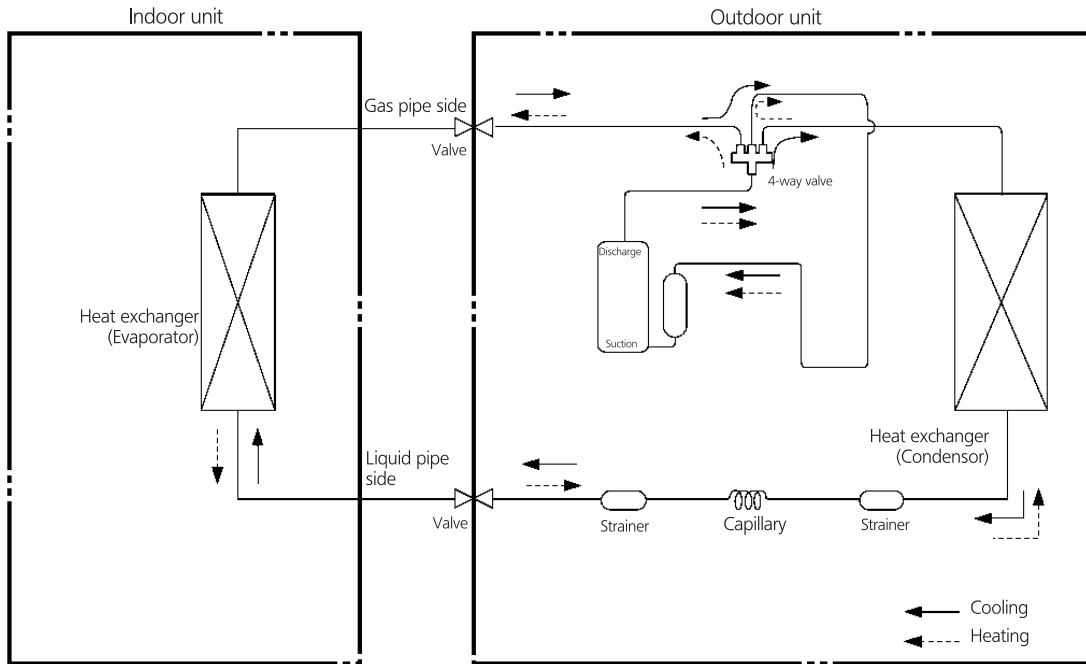 Indoor unit
Outdoor unit
Gas pipe side
Valve
4-way valve
Discharge
Suction
Heat exchanger
(Evaporator)
Heat exchanger
(Condensor)
Liquid pipe
side
Valve
Strainer
Capillary
Strainer
Cooling
Heating